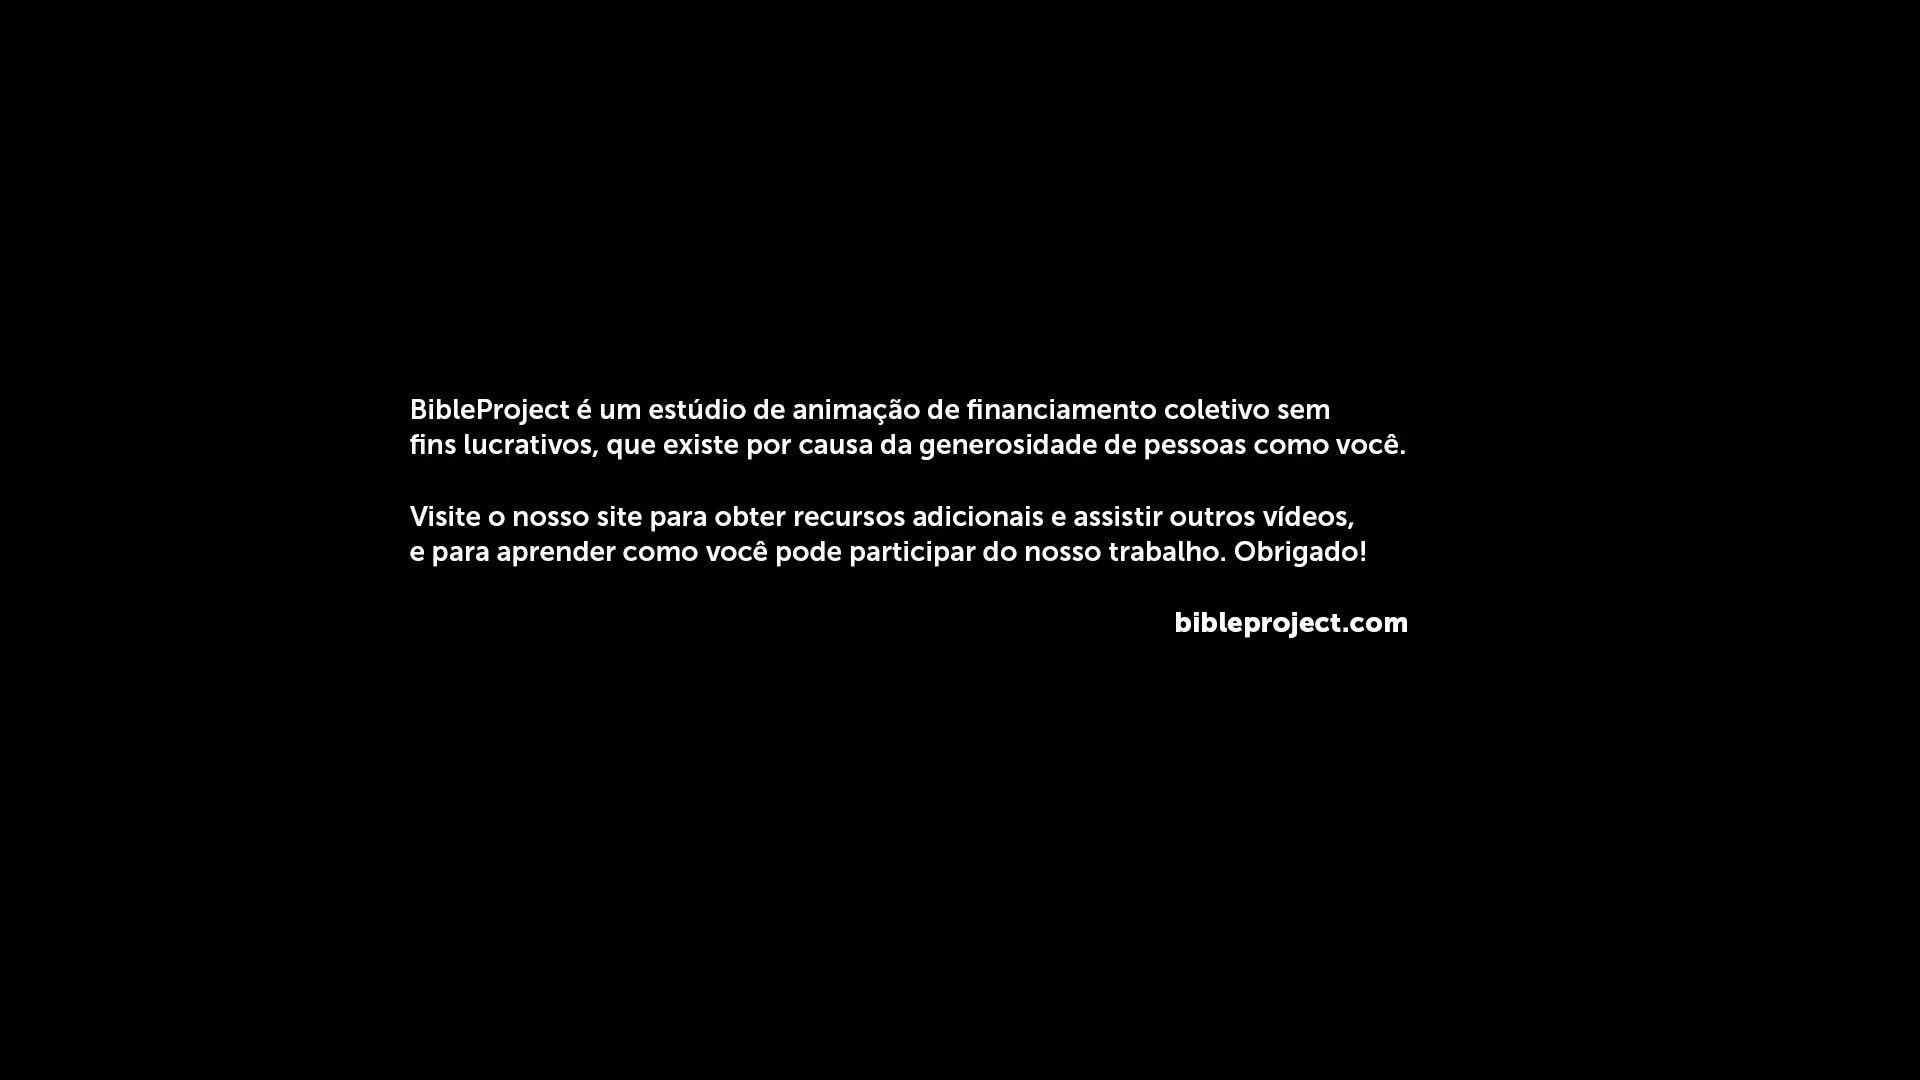 BibleProject é um estúdio de animação de financiamento coletivo sem
fins lucrativos, que existe por causa da generosidade de pessoas como você.
Visite o nosso site para obter recursos adicionais e assistir outros vídeos,
e para aprender como você pode participar do nosso trabalho. Obrigado!
bibleproject.com